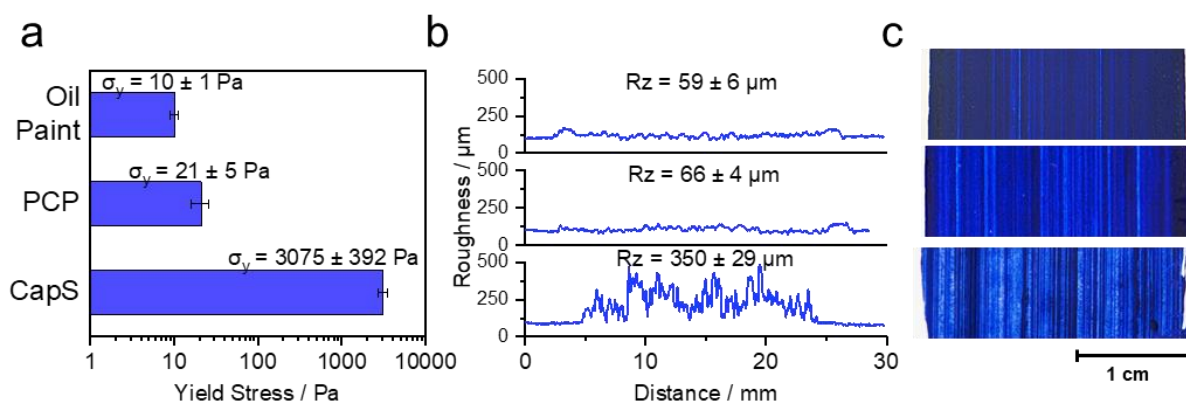 a
Oil
Paint
PCP
CapS
σy = 10 ± 1 Pa
σy = 21 ± 5 Pa
σy = 3075 ± 392 Pa
1 10 100 1000 10000
Yield Stress / Pa
b
Roughness / µm
500
250
0
Rz = 59 ± 6 µm
500
250
0
Rz = 66 ± 4 µm
500
250
0
Rz = 350 ± 29 µm
0 10 20 30
Distance / mm
c
1 cm